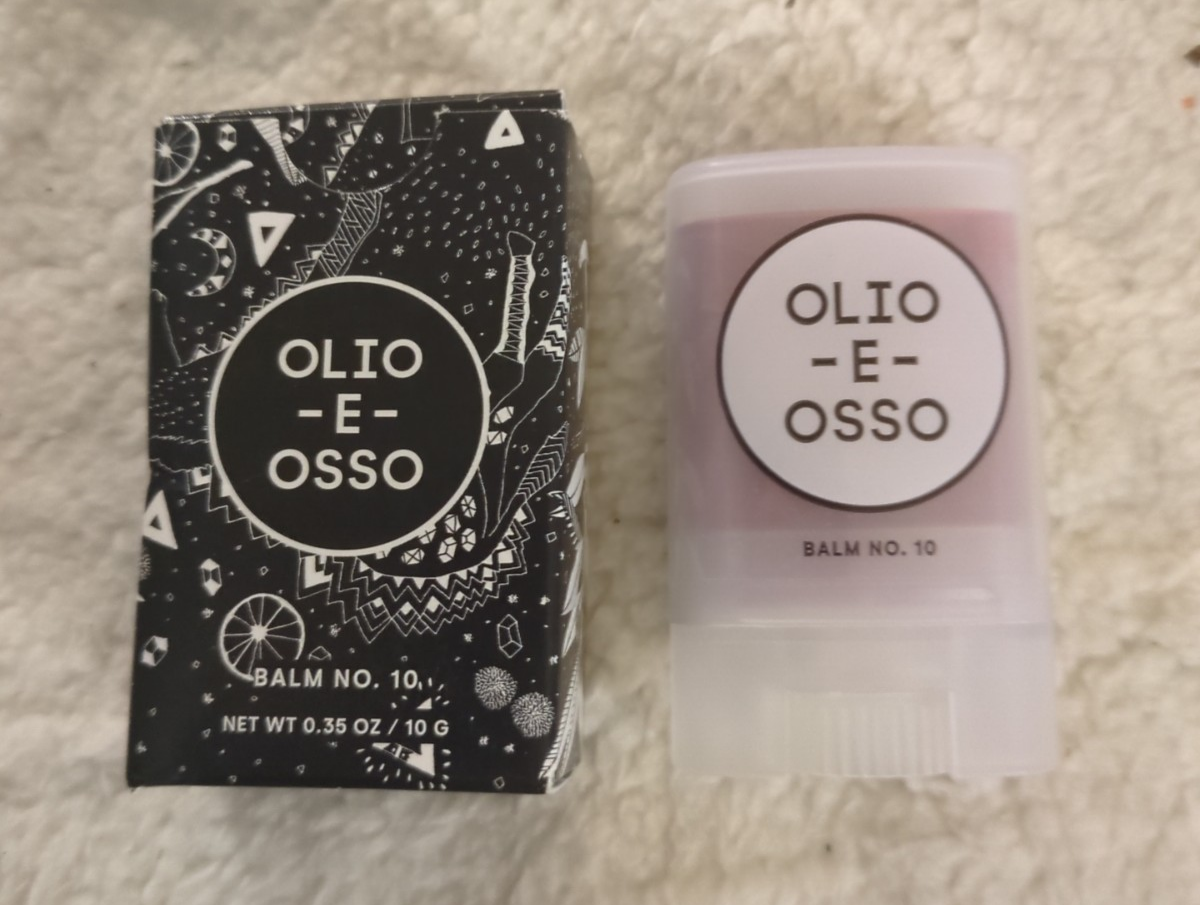 OLIO
-E-
OSSO
BALM NO. 10
NET WT 0.35 OZ / 10 G
OLIO
-E-
OSSO
BALM NO. 10